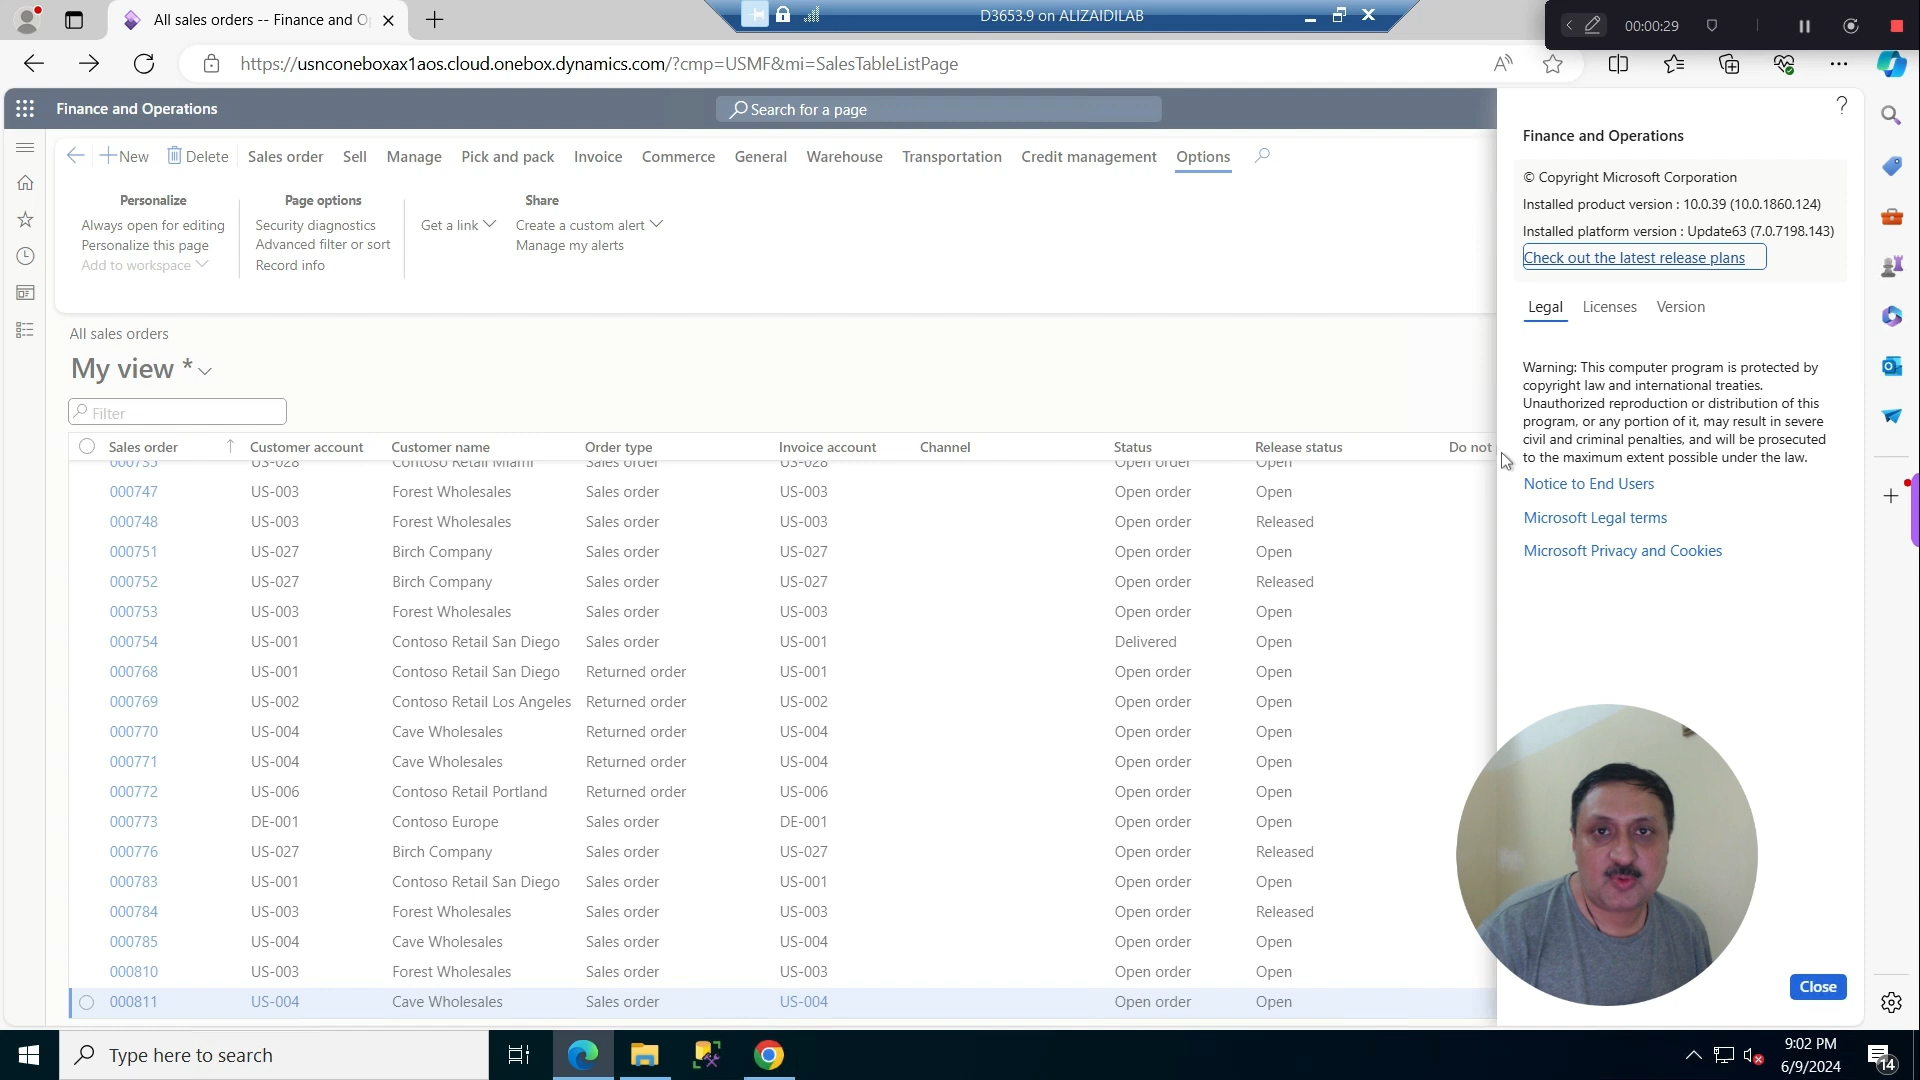 All sales orders -- Finance and O
D3653.9 on ALIZAIDILAB
00:00:29
https://usnconeboxax1aos.cloud.onebox.dynamics.com/?cmp=USMF&mi=SalesTableListPage
Finance and Operations
Search for a page
New Delete Sales order Sell Manage Pick and pack Invoice Commerce General Warehouse Transportation Credit management Options
Personalize
Always open for editing
Personalize this page
Add to workspace
Page options
Security diagnostics
Advanced filter or sort
Record info
Get a link
Share
Create a custom alert
Manage my alerts
All sales orders
My view *
Filter
Sales order Customer account Customer name Order type Invoice account Channel Status Release status Do not
000735 US-028 Contoso Retail Miami Sales order US-028 Open order Open
000747 US-003 Forest Wholesales Sales order US-003 Open order Open
000748 US-003 Forest Wholesales Sales order US-003 Open order Released
000751 US-027 Birch Company Sales order US-027 Open order Open
000752 US-027 Birch Company Sales order US-027 Open order Released
000753 US-003 Forest Wholesales Sales order US-003 Open order Open
000754 US-001 Contoso Retail San Diego Sales order US-001 Delivered Open
000768 US-001 Contoso Retail San Diego Returned order US-001 Open order Open
000769 US-002 Contoso Retail Los Angeles Returned order US-002 Open order Open
000770 US-004 Cave Wholesales Returned order US-004 Open order Open
000771 US-004 Cave Wholesales Returned order US-004 Open order Open
000772 US-006 Contoso Retail Portland Returned order US-006 Open order Open
000773 DE-001 Contoso Europe Sales order DE-001 Open order Open
000776 US-027 Birch Company Sales order US-027 Open order Released
000783 US-001 Contoso Retail San Diego Sales order US-001 Open order Open
000784 US-003 Forest Wholesales Sales order US-003 Open order Released
000785 US-004 Cave Wholesales Sales order US-004 Open order Open
000810 US-003 Forest Wholesales Sales order US-003 Open order Open
000811 US-004 Cave Wholesales Sales order US-004 Open order Open
?
Finance and Operations
© Copyright Microsoft Corporation
Installed product version : 10.0.39 (10.0.1860.124)
Installed platform version : Update63 (7.0.7198.143)
Check out the latest release plans
Legal Licenses Version
Warning: This computer program is protected by
copyright law and international treaties.
Unauthorized reproduction or distribution of this
program, or any portion of it, may result in severe
civil and criminal penalties, and will be prosecuted
to the maximum extent possible under the law.
Notice to End Users
Microsoft Legal terms
Microsoft Privacy and Cookies
Close
Type here to search
9:02 PM
6/9/2024
14